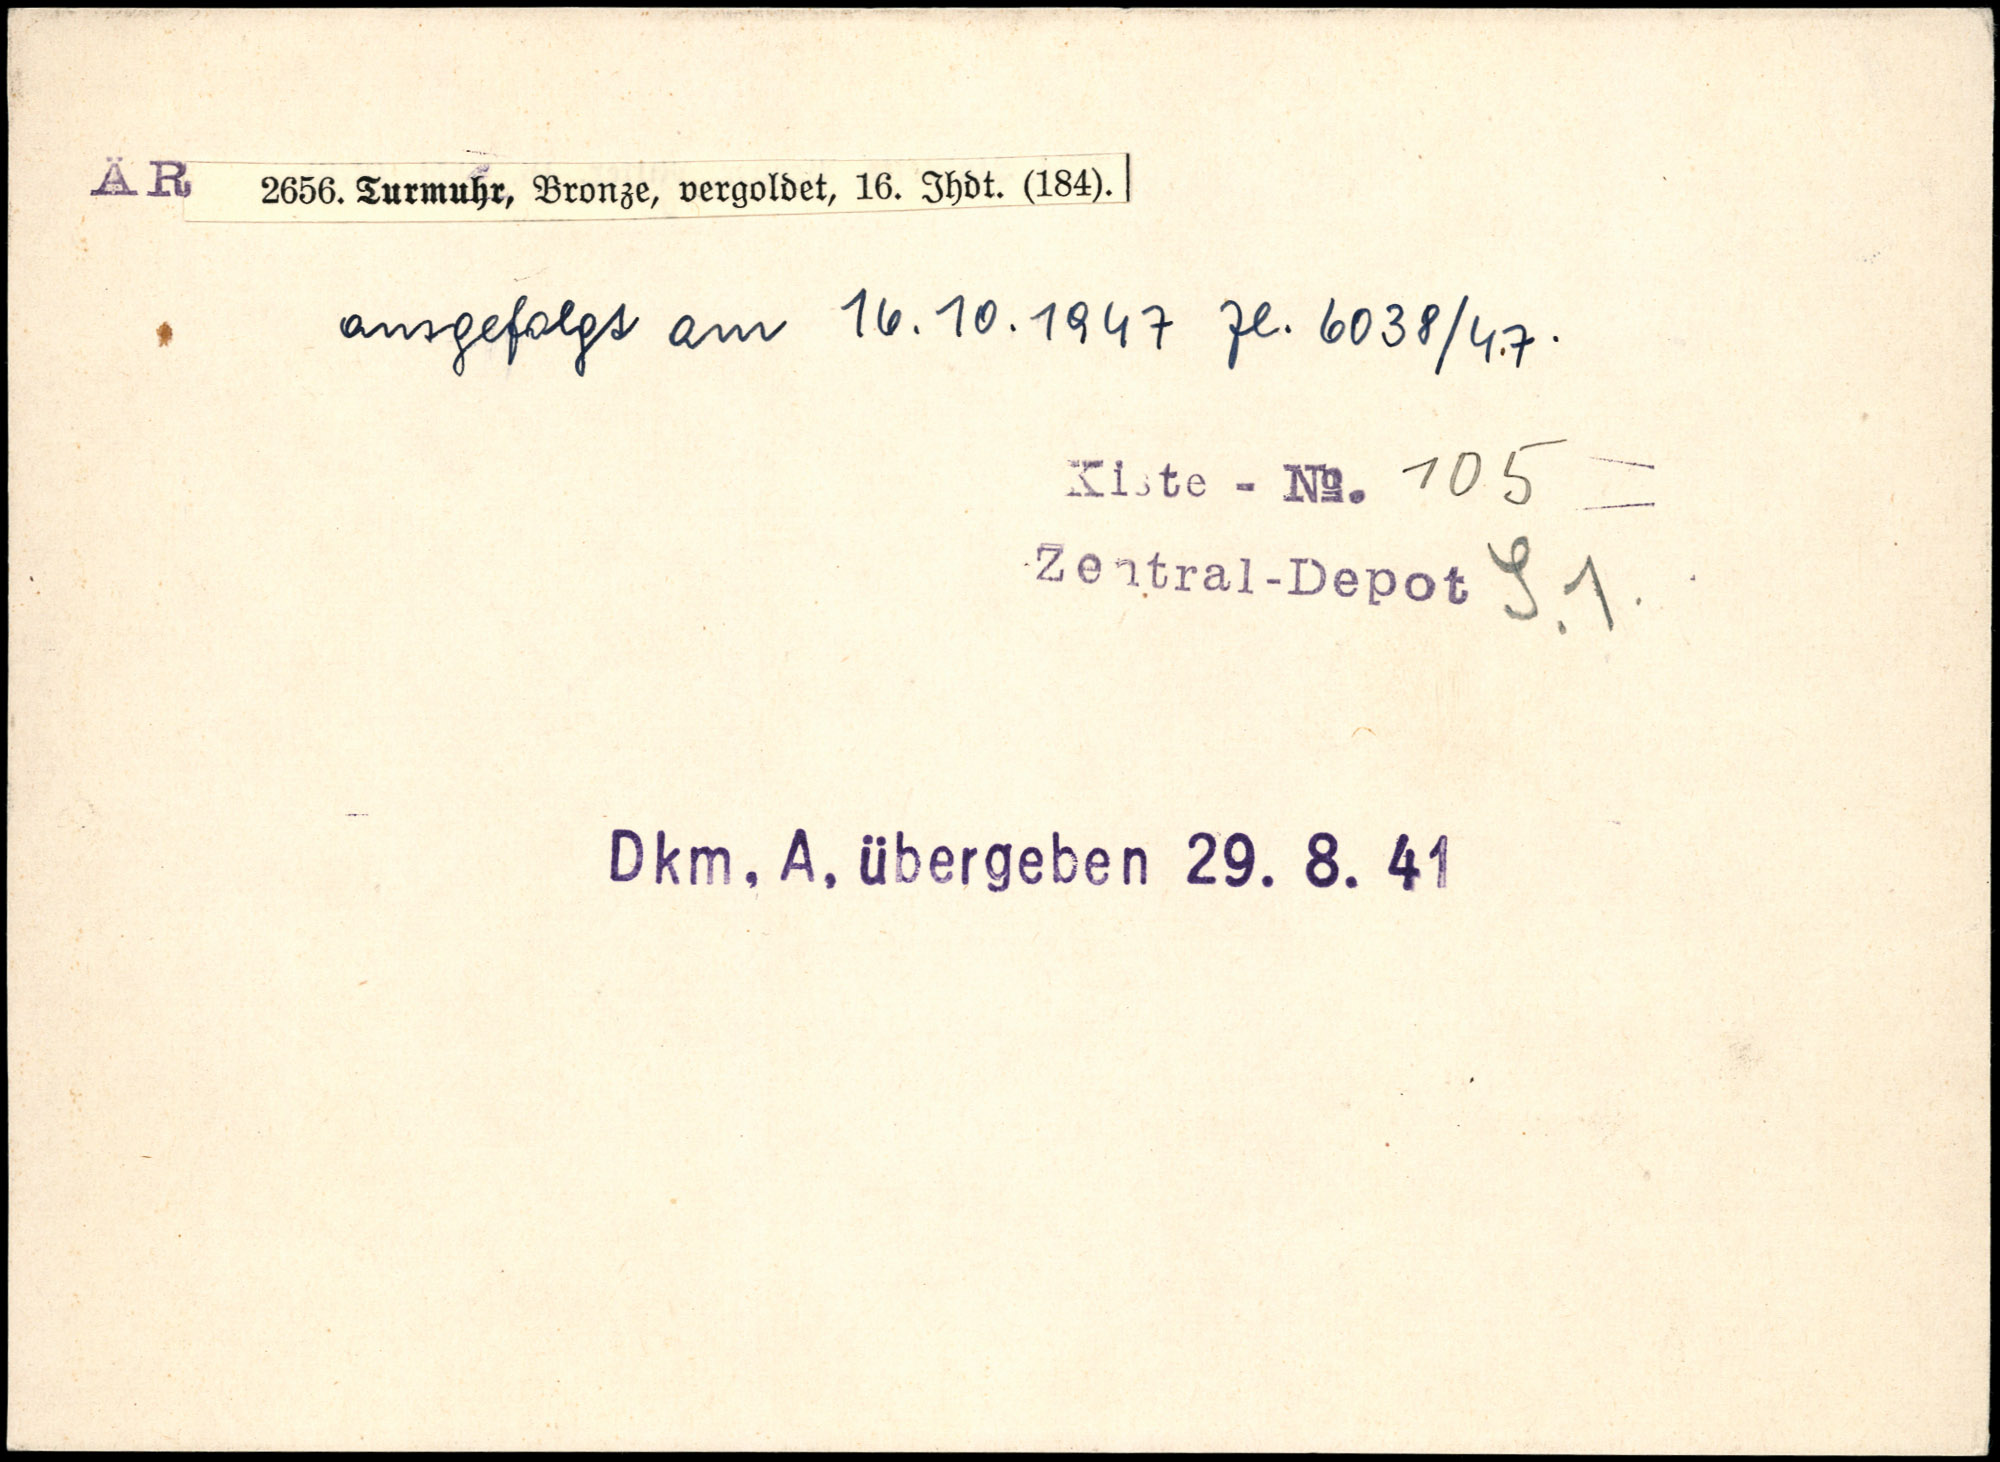 ÄR 2656. Turmuhr, Bronze, vergoldet, 16. Jhdt. (184).
ausgefolgt am 16.10.1947 Zl. 6038/47.
Kiste - No. 105
Zentral-Depot S.1.
Dkm. A. übergeben 29. 8. 41